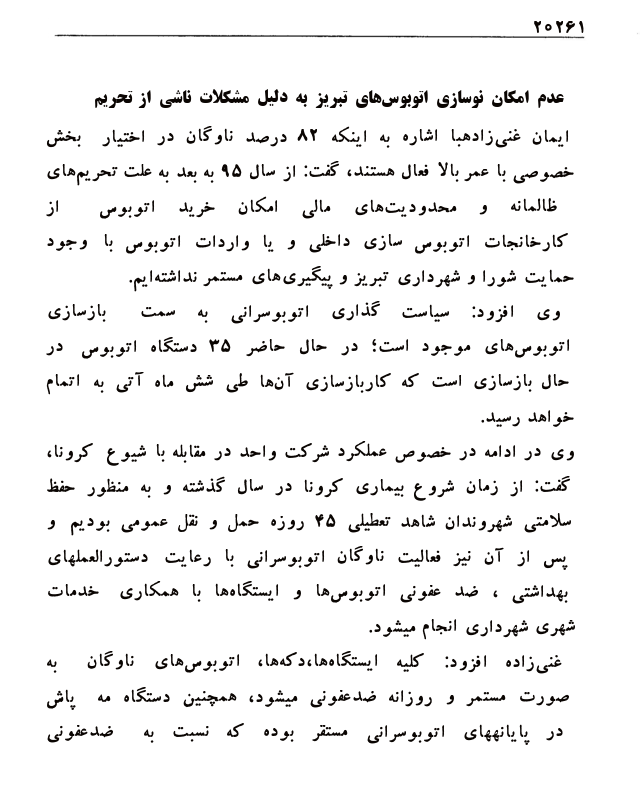 ۲۰۲۶۱
عدم امکان نوسازی اتوبوس‌های تبریز به دلیل مشکلات ناشی از تحریم
ایمان غنی‌زادهبا اشاره به اینکه ۸۲ درصد ناوگان در اختیار بخش
خصوصی با عمر بالا فعال هستند، گفت: از سال ۹۵ به بعد به علت تحریم‌های
ظالمانه و محدودیت‌های مالی امکان خرید اتوبوس از
کارخانجات اتوبوس سازی داخلی و یا واردات اتوبوس با وجود
حمایت شورا و شهرداری تبریز و پیگیری‌های مستمر نداشته‌ایم.
وی افزود: سیاست گذاری اتوبوسرانی به سمت بازسازی
اتوبوس‌های موجود است؛ در حال حاضر ۳۵ دستگاه اتوبوس در
حال بازسازی است که کاربازسازی آن‌ها طی شش ماه آتی به اتمام
خواهد رسید.
وی در ادامه در خصوص عملکرد شرکت واحد در مقابله با شیوع کرونا،
گفت: از زمان شروع بیماری کرونا در سال گذشته و به منظور حفظ
سلامتی شهروندان شاهد تعطیلی ۴۵ روزه حمل و نقل عمومی بودیم و
پس از آن نیز فعالیت ناوگان اتوبوسرانی با رعایت دستورالعملهای
بهداشتی ، ضد عفونی اتوبوس‌ها و ایستگاه‌ها با همکاری خدمات
شهری شهرداری انجام میشود.
غنی‌زاده افزود: کلیه ایستگاه‌ها،دکه‌ها، اتوبوس‌های ناوگان به
صورت مستمر و روزانه ضدعفونی میشود، همچنین دستگاه مه پاش
در پایانههای اتوبوسرانی مستقر بوده که نسبت به ضدعفونی